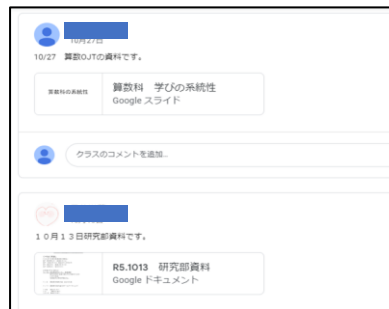 10月27日
10/27　算数OJTの資料です。
算数科の系統性
算数科　学びの系統性
Google スライド
クラスのコメントを追加...
１０月１３日研究部資料です。
R5.1013　研究部資料
Google ドキュメント